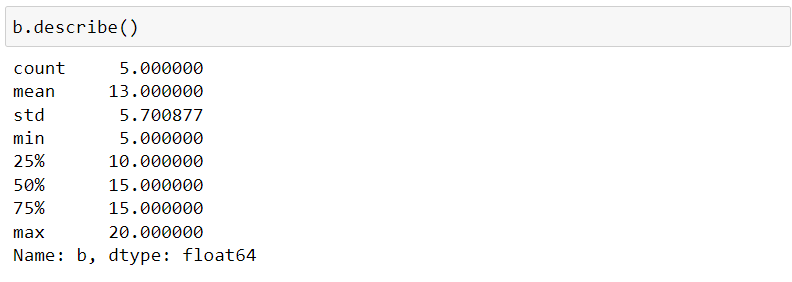 b.describe()
count     5.000000
mean     13.000000
std       5.700877
min       5.000000
25%      10.000000
50%      15.000000
75%      15.000000
max      20.000000
Name: b, dtype: float64